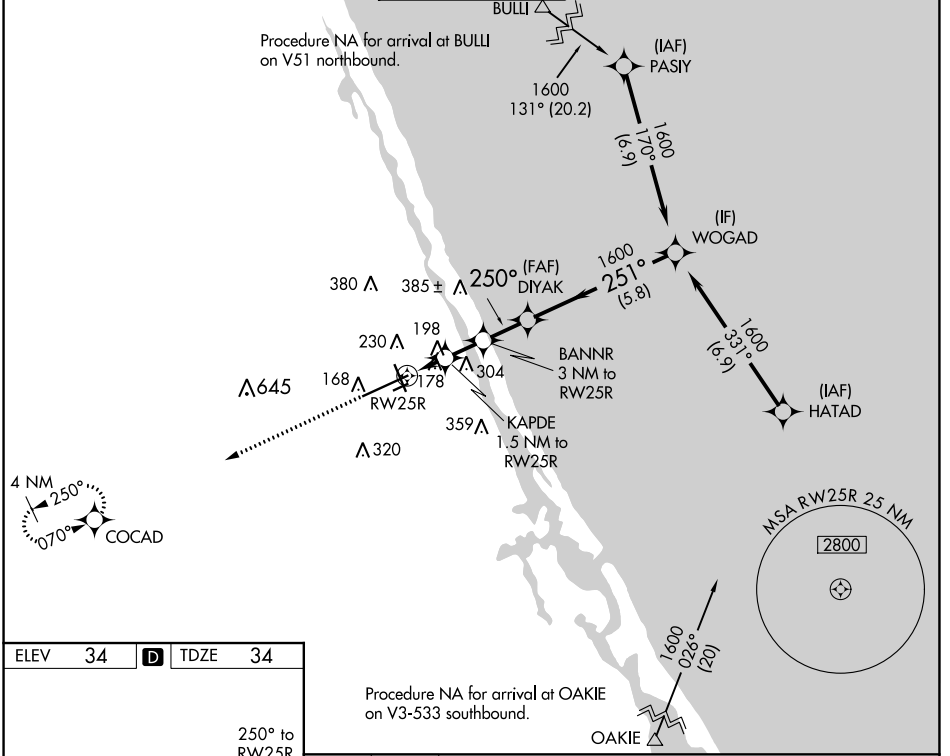 BULLI
Procedure NA for arrival at BULLI
on V51 northbound.
(IAF)
PASIY
1600
131° (20.2)
1600
170°
(6.9)
(IF)
WOGAD
1600
251°
(5.8)
250°
(FAF)
DIYAK
380
385 ±
198
230
BANNR
3 NM to
RW25R
1600
331°
(6.9)
304
178
168
645
RW25R
(IAF)
HATAD
359
KAPDE
1.5 NM to
RW25R
320
4 NM
250°
070°
COCAD
MSA RW25R 25 NM
2800
1600
026°
(20)
ELEV 34 D TDZE 34
Procedure NA for arrival at OAKIE
on V3-533 southbound.
250° to
RW25R
OAKIE